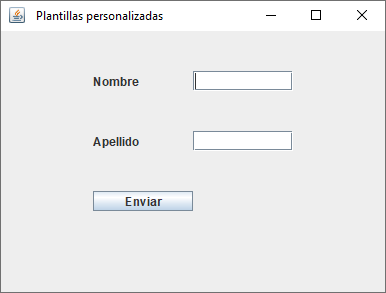 Plantillas personalizadas
Nombre
Apellido
Enviar